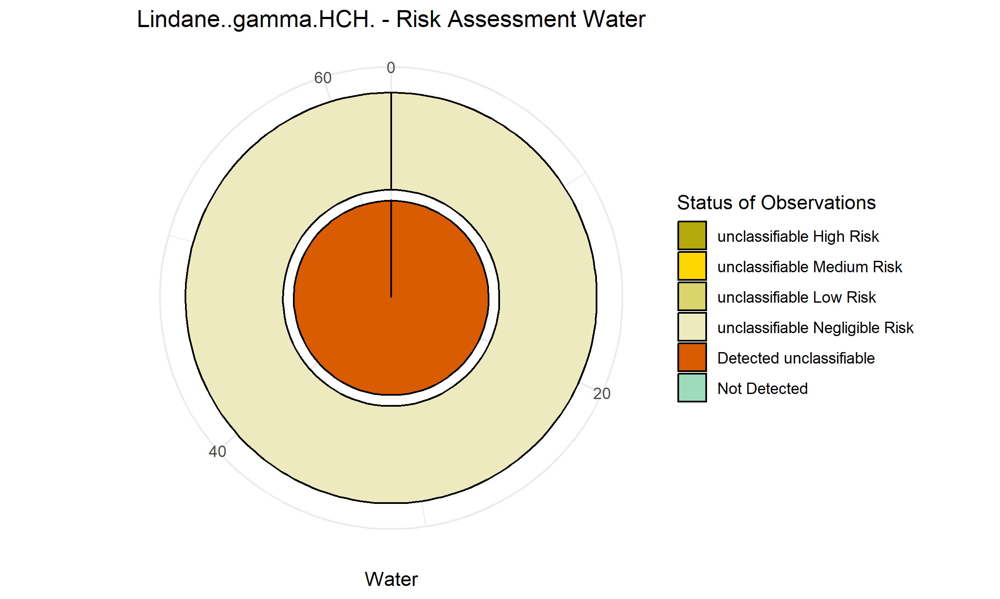 Lindane..gamma.HCH. - Risk Assessment Water
0
60
20
40
Status of Observations
unclassifiable High Risk
unclassifiable Medium Risk
unclassifiable Low Risk
unclassifiable Negligible Risk
Detected unclassifiable
Not Detected
Water